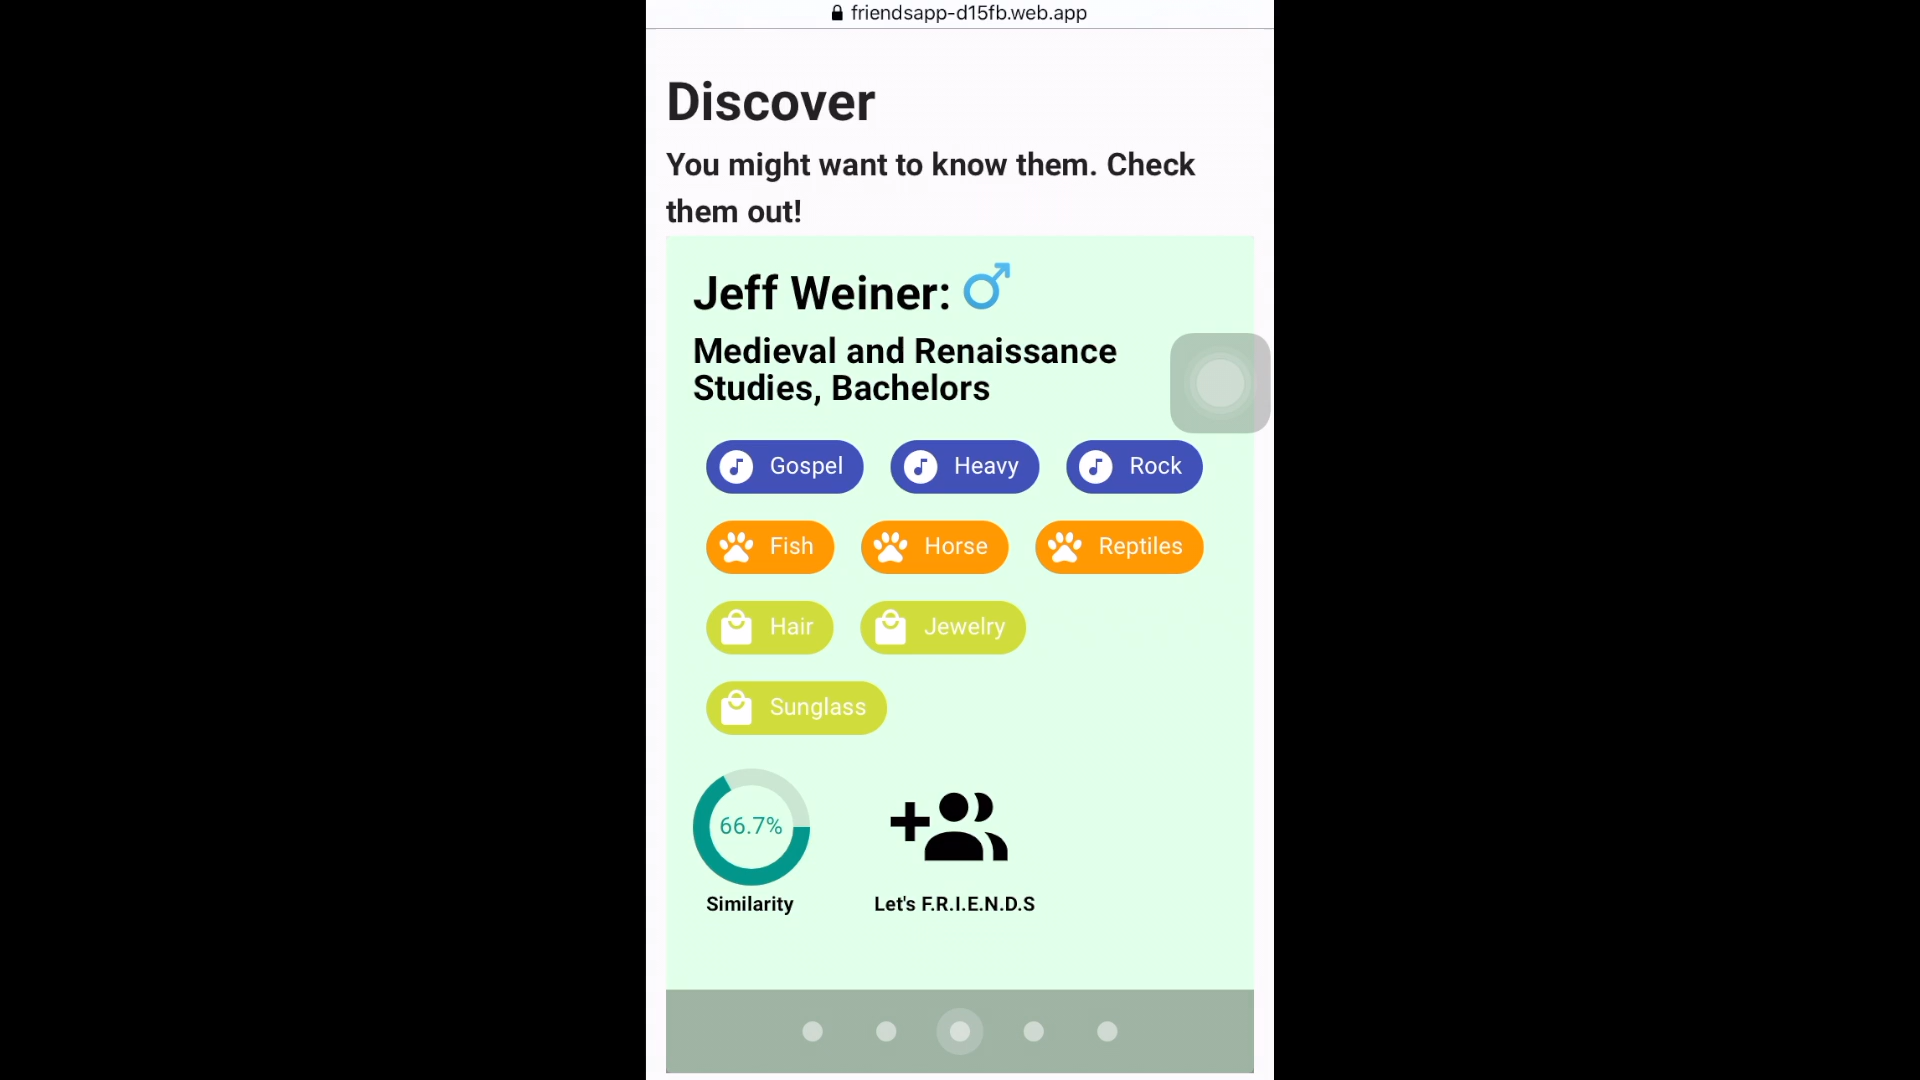 friendsapp-d15fb.web.app
Discover
You might want to know them. Check
them out!
Jeff Weiner:
Medieval and Renaissance
Studies, Bachelors
Gospel Heavy Rock
Fish Horse Reptiles
Hair Jewelry
Sunglass
66.7%
Similarity Let's F.R.I.E.N.D.S